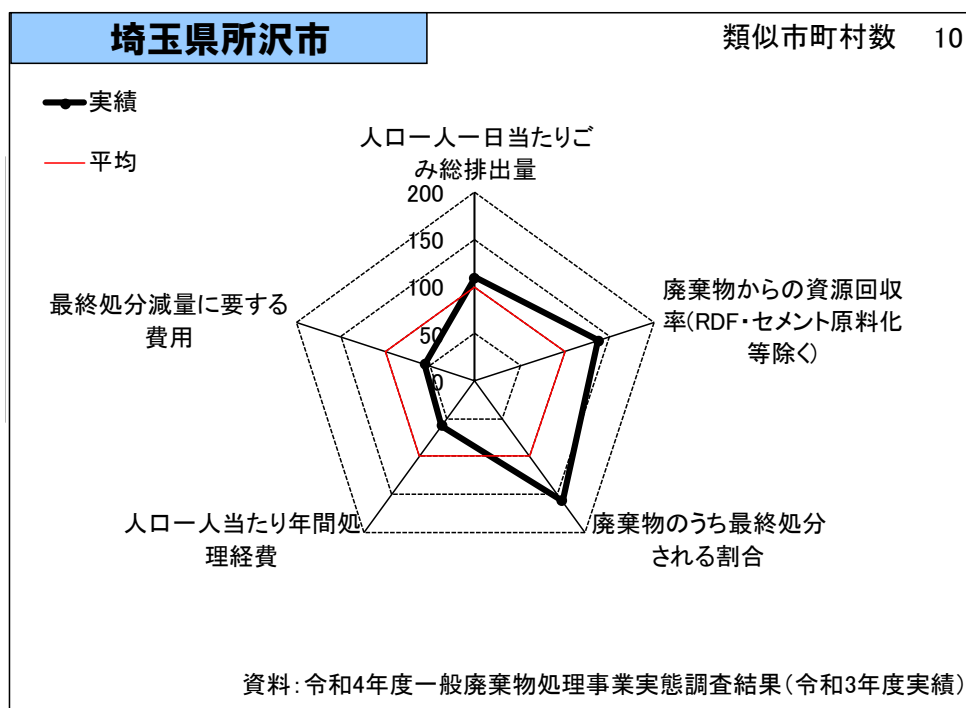 埼玉県所沢市
類似市町村数 10
実績
平均
人口一人一日当たりご
み総排出量
200
150
100
50
0
廃棄物からの資源回収
率(RDF・セメント原料化
等除く)
最終処分減量に要する
費用
人口一人当たり年間処
理経費
廃棄物のうち最終処分
される割合
資料：令和4年度一般廃棄物処理事業実態調査結果（令和3年度実績）